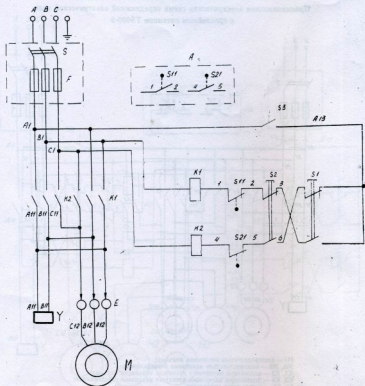 A B C
S
F
A
S11 S21
1 2 4 5
SB
A13
A1
B1
C1
K1 1 S11 2 S2 3 S1
K2 K1
A11 B11 C11
K2 4 S21 5 6
A11 B11 Y
E
C12 B12 A12
M